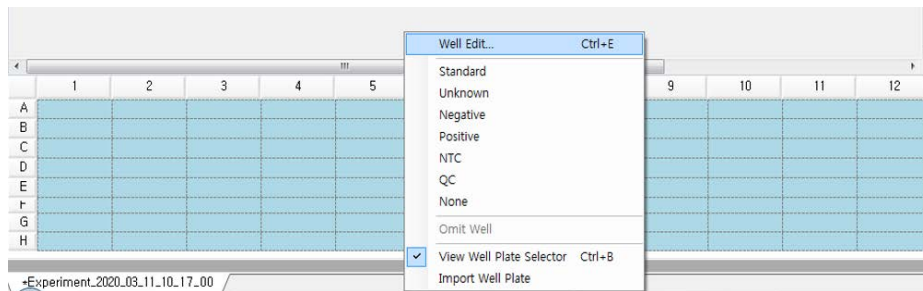 Well Edit... Ctrl+E
Standard
Unknown
Negative
Positive
NTC
QC
None
Omit Well
View Well Plate Selector Ctrl+B
Import Well Plate
1 2 3 4 5 9 10 11 12
A
B
C
D
E
F
G
H
*Experiment_2020_03_11_10_17_00